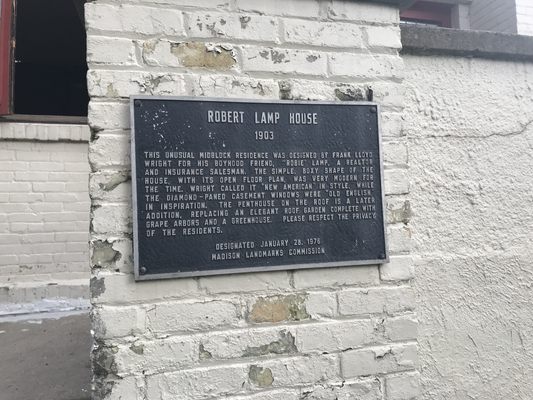 ROBERT LAMP HOUSE
1903
THIS UNUSUAL MIDBLOCK RESIDENCE WAS DESIGNED BY FRANK LLOYD
WRIGHT FOR HIS BOYHOOD FRIEND, "ROBIE" LAMP, A REALTOR
AND INSURANCE SALESMAN. THE SIMPLE, BOXY SHAPE OF THE
HOUSE, WITH ITS OPEN FLOOR PLAN, WAS VERY MODERN FOR
THE TIME. WRIGHT CALLED IT "NEW AMERICAN" IN STYLE, WHILE
THE DIAMOND-PANED CASEMENT WINDOWS WERE "OLD ENGLISH"
IN INSPIRATION. THE PENTHOUSE ON THE ROOF IS A LATER
ADDITION, REPLACING AN ELEGANT ROOF GARDEN COMPLETE WITH
GRAPE ARBORS AND A GREENHOUSE. PLEASE RESPECT THE PRIVACY
OF THE RESIDENTS.
DESIGNATED JANUARY 28, 1976
MADISON LANDMARKS COMMISSION